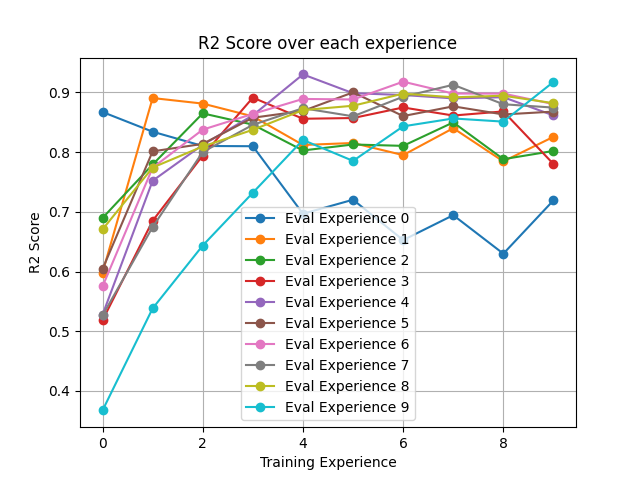 R2 Score over each experience
R2 Score
0.9
0.8
0.7
0.6
0.5
0.4
Eval Experience 0
Eval Experience 1
Eval Experience 2
Eval Experience 3
Eval Experience 4
Eval Experience 5
Eval Experience 6
Eval Experience 7
Eval Experience 8
Eval Experience 9
0 2 4 6 8
Training Experience